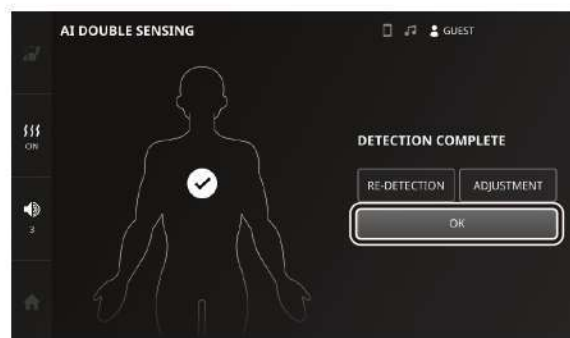 AI DOUBLE SENSING
GUEST
ON
3
DETECTION COMPLETE
RE-DETECTION
ADJUSTMENT
OK